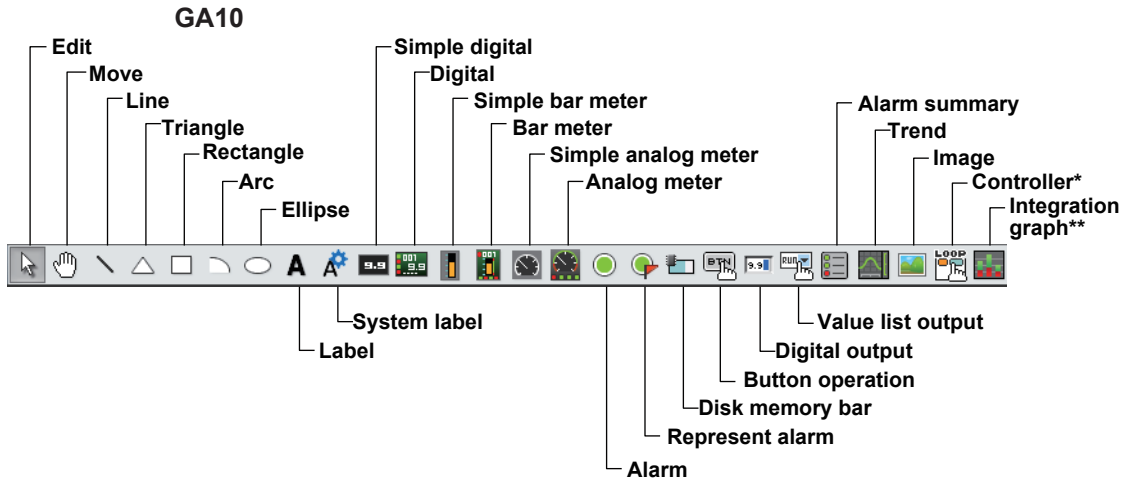 GA10
Edit
Move
Line
Triangle
Rectangle
Arc
Ellipse
Simple digital
Digital
Simple bar meter
Bar meter
Simple analog meter
Analog meter
Alarm summary
Trend
Image
Controller*
Integration
graph**
A
A
9.9
001
9.9
001
BTN
9.9
RUN
LOOP
System label
Label
Value list output
Digital output
Button operation
Disk memory bar
Represent alarm
Alarm